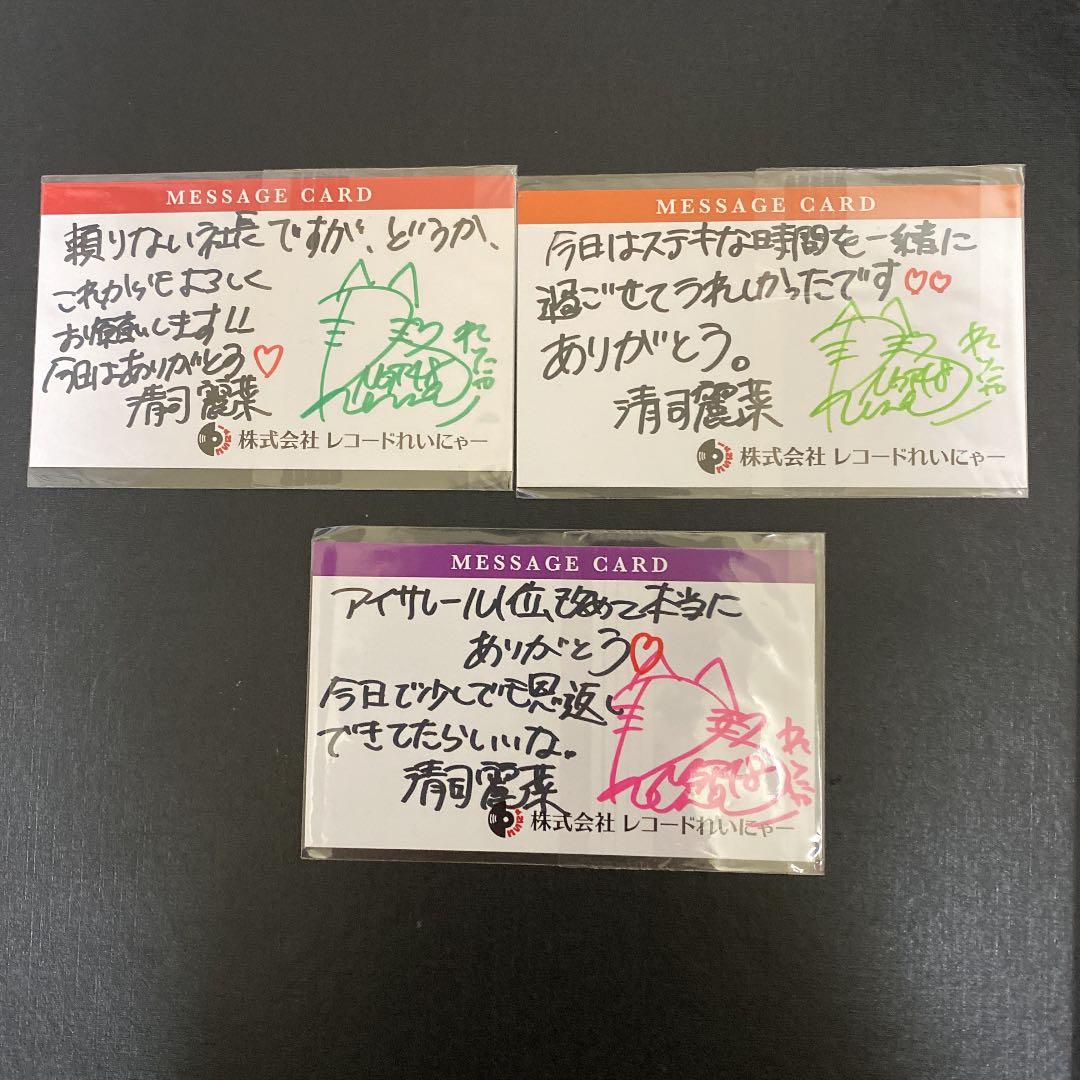 MESSAGE CARD
頼りない社長ですが、どうか、
これからもよろしく
お願いします!!
今日はありがとう♡
清司麗菜
株式会社 レコードれいにゃー
MESSAGE CARD
今日はステキな時間を一緒に
過ごせてうれしかったです♡♡
ありがとう。
清司麗菜
株式会社 レコードれいにゃー
MESSAGE CARD
アイサレール1位、改めて本当に
ありがとう♡
今日で少しでも恩返し
できてたらいいな。
清司麗菜
株式会社 レコードれいにゃー